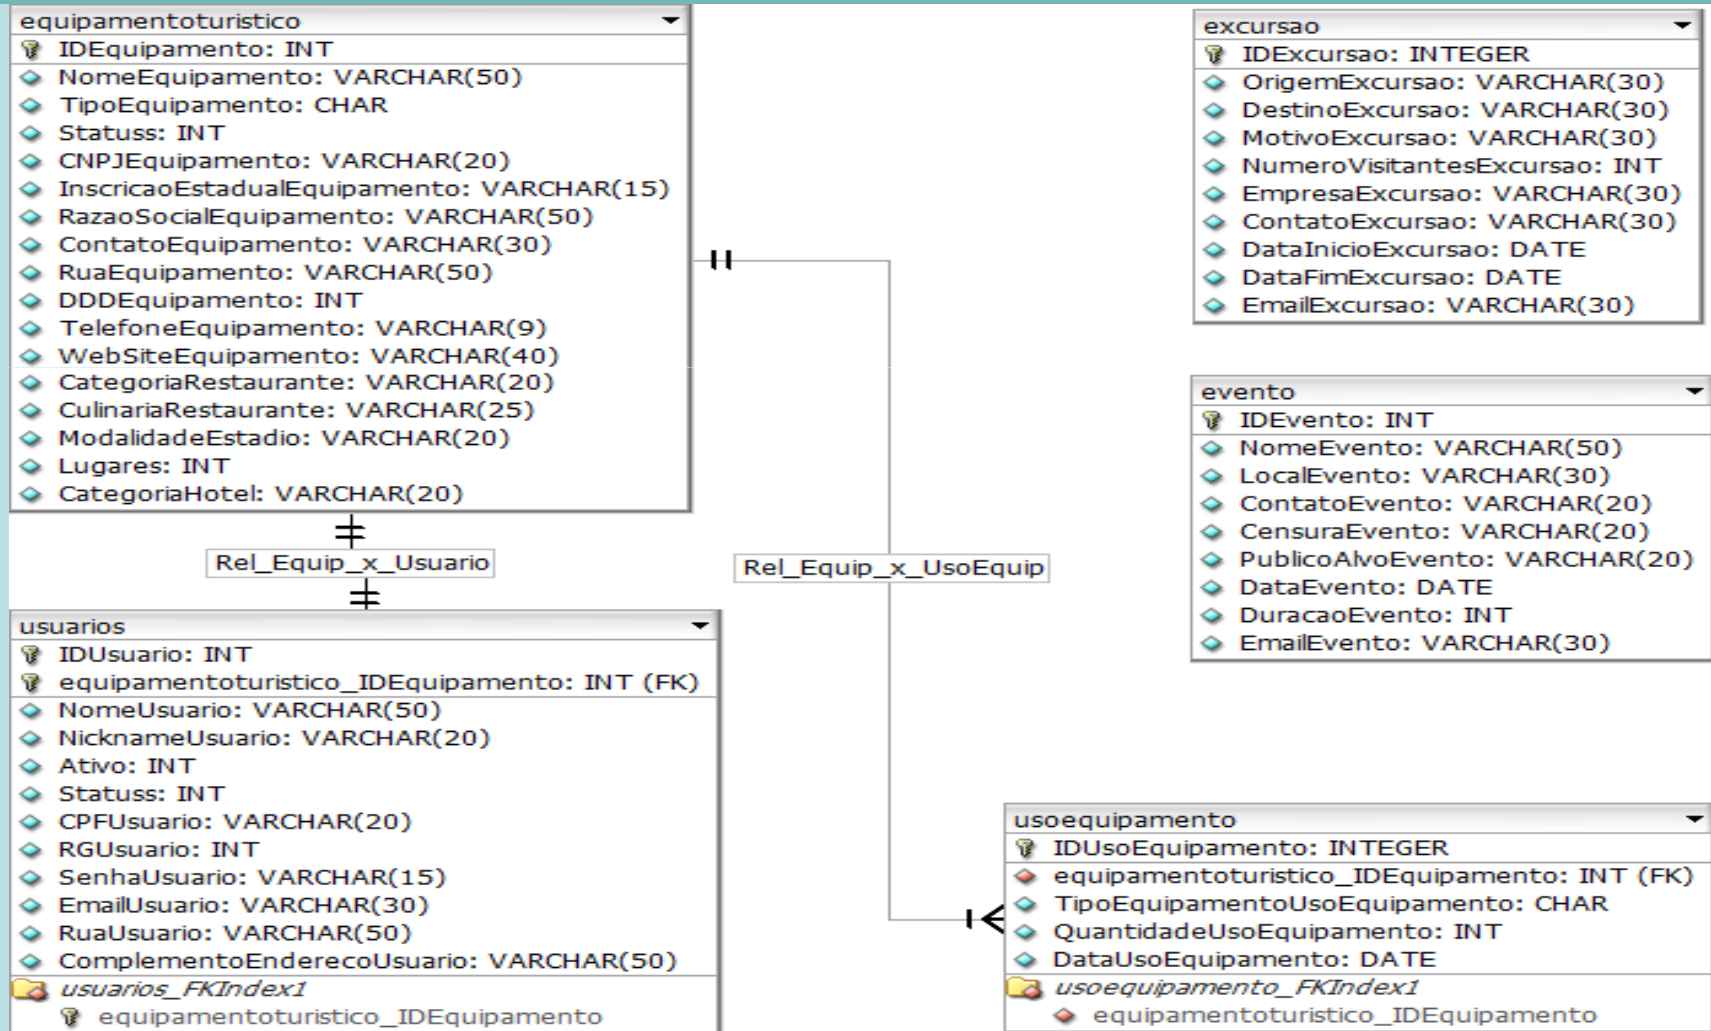 equipamentoturistico
IDEquipamento: INT
NomeEquipamento: VARCHAR(50)
TipoEquipamento: CHAR
Statuss: INT
CNPJEquipamento: VARCHAR(20)
InscricaoEstadualEquipamento: VARCHAR(15)
RazaoSocialEquipamento: VARCHAR(50)
ContatoEquipamento: VARCHAR(30)
RuaEquipamento: VARCHAR(50)
DDDEquipamento: INT
TelefoneEquipamento: VARCHAR(9)
WebSiteEquipamento: VARCHAR(40)
CategoriaRestaurante: VARCHAR(20)
CulinariaRestaurante: VARCHAR(25)
ModalidadeEstadio: VARCHAR(20)
Lugares: INT
CategoriaHotel: VARCHAR(20)
Rel_Equip_x_Usuario
usuarios
IDUsuario: INT
equipamentoturistico_IDEquipamento: INT (FK)
NomeUsuario: VARCHAR(50)
NicknameUsuario: VARCHAR(20)
Ativo: INT
Statuss: INT
CPFUsuario: VARCHAR(20)
RGUsuario: INT
SenhaUsuario: VARCHAR(15)
EmailUsuario: VARCHAR(30)
RuaUsuario: VARCHAR(50)
ComplementoEnderecoUsuario: VARCHAR(50)
usuarios_FKIndex1
equipamentoturistico_IDEquipamento
Rel_Equip_x_UsoEquip
excursao
IDExcursao: INTEGER
OrigemExcursao: VARCHAR(30)
DestinoExcursao: VARCHAR(30)
MotivoExcursao: VARCHAR(30)
NumeroVisitantesExcursao: INT
EmpresaExcursao: VARCHAR(30)
ContatoExcursao: VARCHAR(30)
DataInicioExcursao: DATE
DataFimExcursao: DATE
EmailExcursao: VARCHAR(30)
evento
IDEvento: INT
NomeEvento: VARCHAR(50)
LocalEvento: VARCHAR(30)
ContatoEvento: VARCHAR(20)
CensuraEvento: VARCHAR(20)
PublicoAlvoEvento: VARCHAR(20)
DataEvento: DATE
DuracaoEvento: INT
EmailEvento: VARCHAR(30)
usoequipamento
IDUsoEquipamento: INTEGER
equipamentoturistico_IDEquipamento: INT (FK)
TipoEquipamentoUsoEquipamento: CHAR
QuantidadeUsoEquipamento: INT
DataUsoEquipamento: DATE
usoequipamento_FKIndex1
equipamentoturistico_IDEquipamento